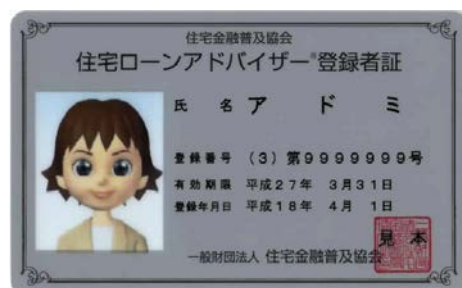 住宅金融普及協会
住宅ローンアドバイザー®登録者証
氏 名 ア ド ミ
登録番号 (3)第9999999号
有効期限 平成27年 3月31日
登録年月日 平成18年 4月 1日
一般財団法人 住宅金融普及協会
見 本